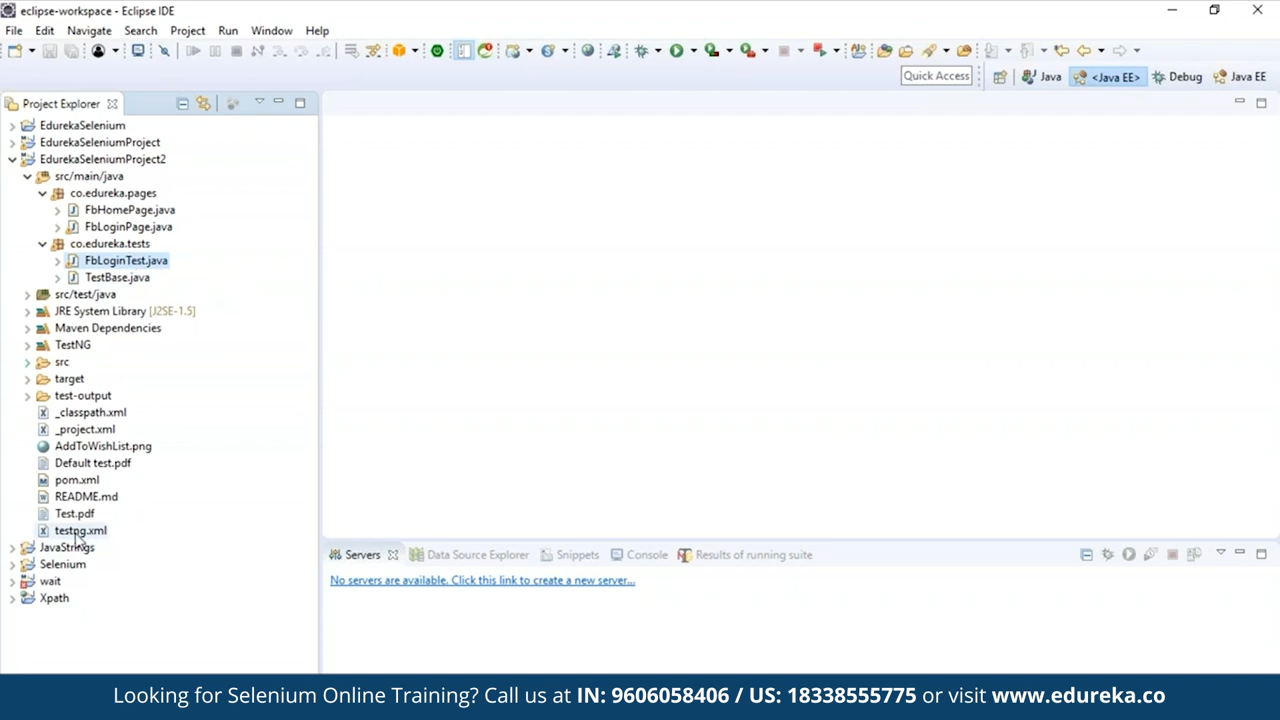 eclipse-workspace - Eclipse IDE
File Edit Navigate Search Project Run Window Help
Quick Access
Java
<Java EE>
Debug
Java EE
Project Explorer
EdurekaSelenium
EdurekaSeleniumProject
EdurekaSeleniumProject2
src/main/java
co.edureka.pages
FbHomePage.java
FbLoginPage.java
co.edureka.tests
FbLoginTest.java
TestBase.java
src/test/java
JRE System Library [J2SE-1.5]
Maven Dependencies
TestNG
src
target
test-output
_classpath.xml
_project.xml
AddToWishList.png
Default test.pdf
pom.xml
README.md
Test.pdf
testng.xml
JavaStrings
Selenium
wait
Xpath
Servers Data Source Explorer Snippets Console Results of running suite
No servers are available. Click this link to create a new server...
Looking for Selenium Online Training? Call us at IN: 9606058406 / US: 18338555775 or visit www.edureka.co